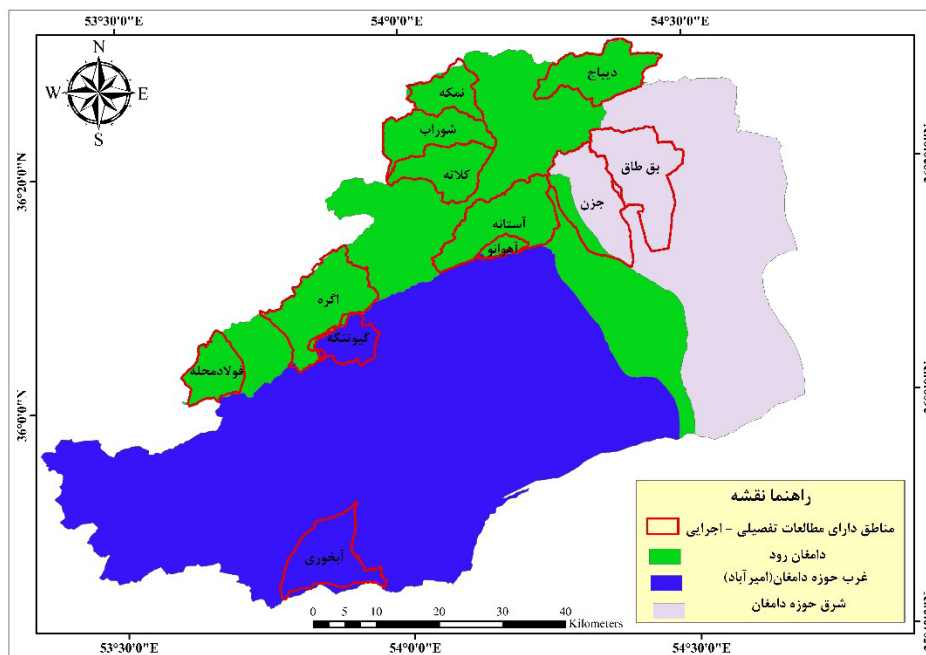 53°30'0"E
54°0'0"E
54°30'0"E
N
W
E
S
دیباج
نمکه
شوراب
کلاته
بق طاق
جزن
آستانه
آهوانو
اگره
گیوتنگه
فولادمحله
آبخوری
36°20'0"N
36°0'0"N
راهنما نقشه
مناطق دارای مطالعات تفصیلی - اجرایی
دامغان رود
غرب حوزه دامغان(امیرآباد)
شرق حوزه دامغان
0 5 10 20 30 40
Kilometers
53°30'0"E
54°0'0"E
54°30'0"E